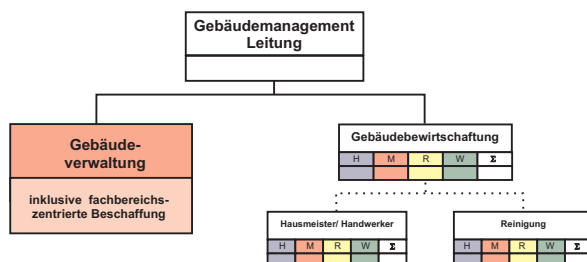 Gebäudemanagement
Leitung
Gebäude-
verwaltung
inklusive fachbereichs-
zentrierte Beschaffung
Gebäudebewirtschaftung
H M R W Σ
Hausmeister/ Handwerker
H M R W Σ
Reinigung
H M R W Σ